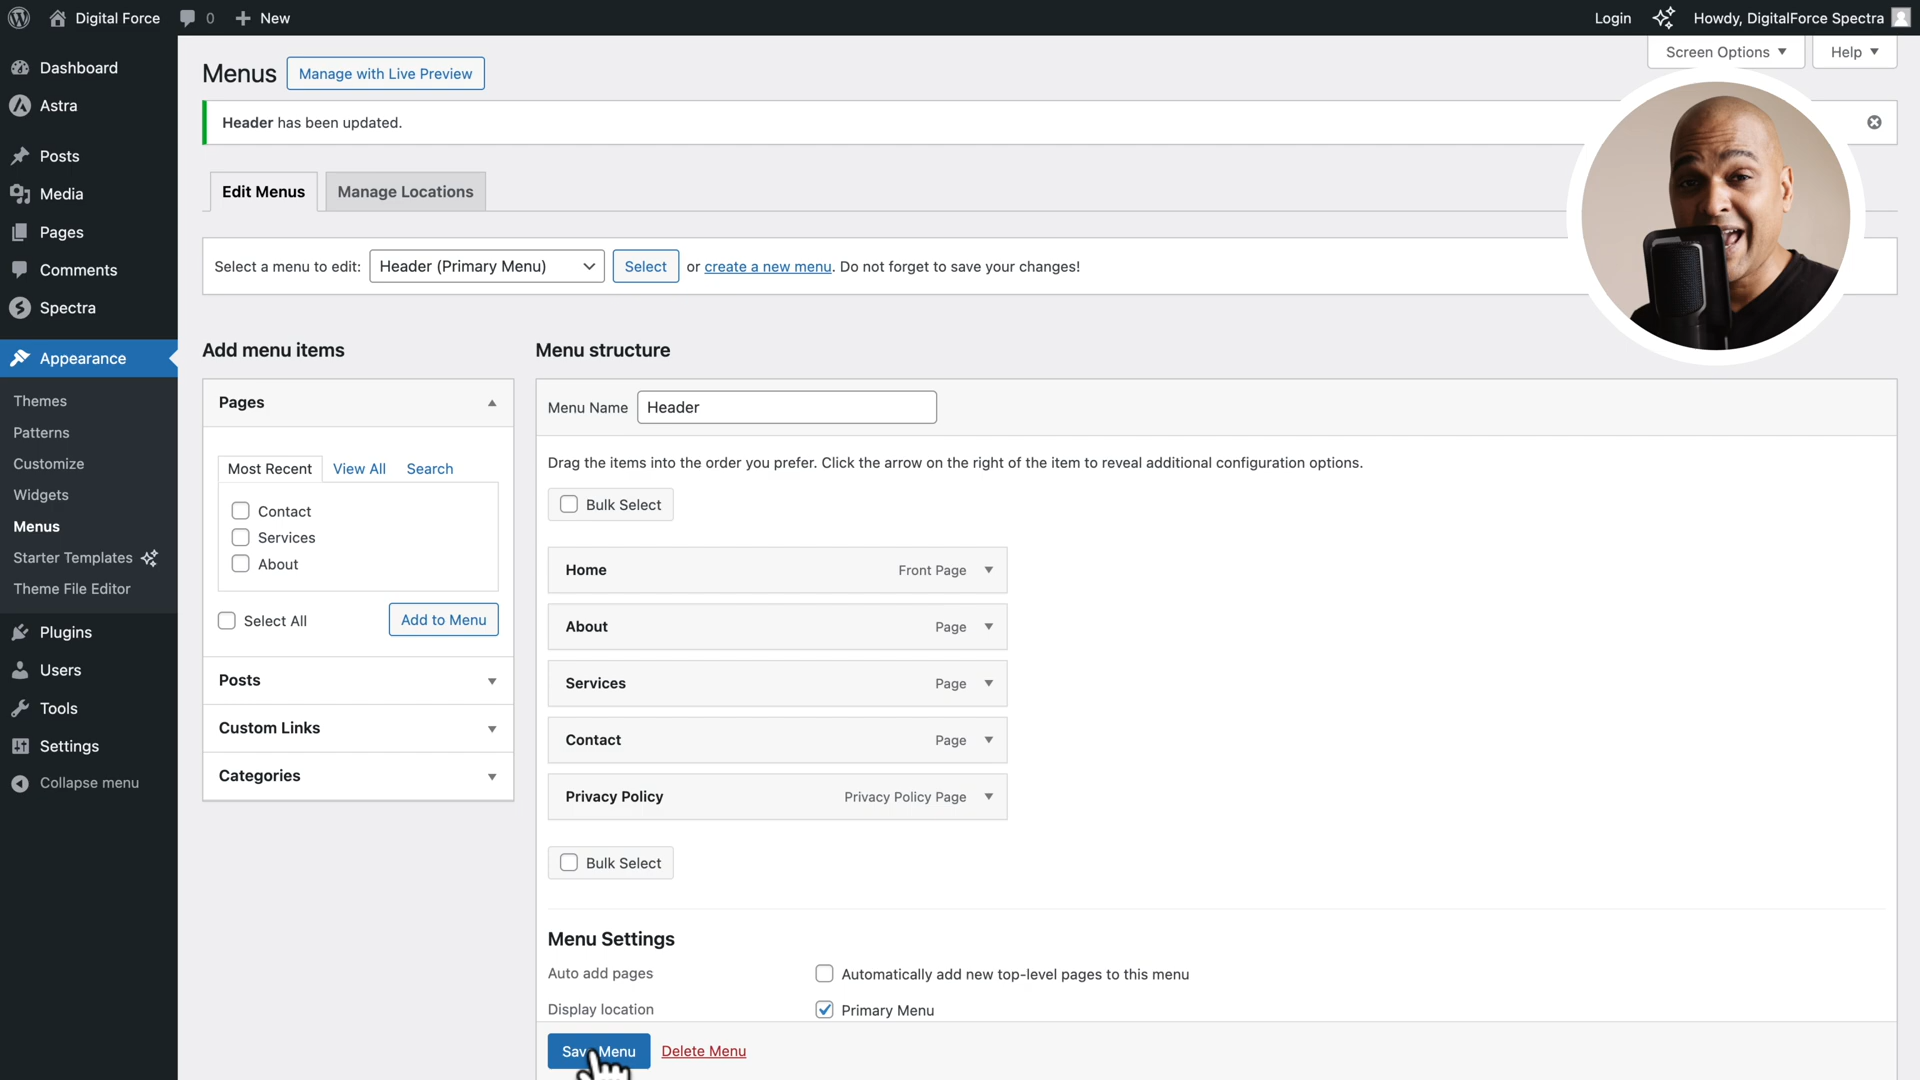 Digital Force
0
New
Login
Howdy, DigitalForce Spectra
Screen Options
Help
Dashboard
Astra
Posts
Media
Pages
Comments
Spectra
Appearance
Themes
Patterns
Customize
Widgets
Menus
Starter Templates
Theme File Editor
Plugins
Users
Tools
Settings
Collapse menu
Menus
Manage with Live Preview
Header has been updated.
Edit Menus
Manage Locations
Select a menu to edit: Header (Primary Menu) Select or create a new menu. Do not forget to save your changes!
Add menu items
Pages
Most Recent View All Search
Contact
Services
About
Select All
Add to Menu
Posts
Custom Links
Categories
Menu structure
Menu Name Header
Drag the items into the order you prefer. Click the arrow on the right of the item to reveal additional configuration options.
Bulk Select
Home Front Page
About Page
Services Page
Contact Page
Privacy Policy Privacy Policy Page
Bulk Select
Menu Settings
Auto add pages Automatically add new top-level pages to this menu
Display location Primary Menu
Save Menu Delete Menu